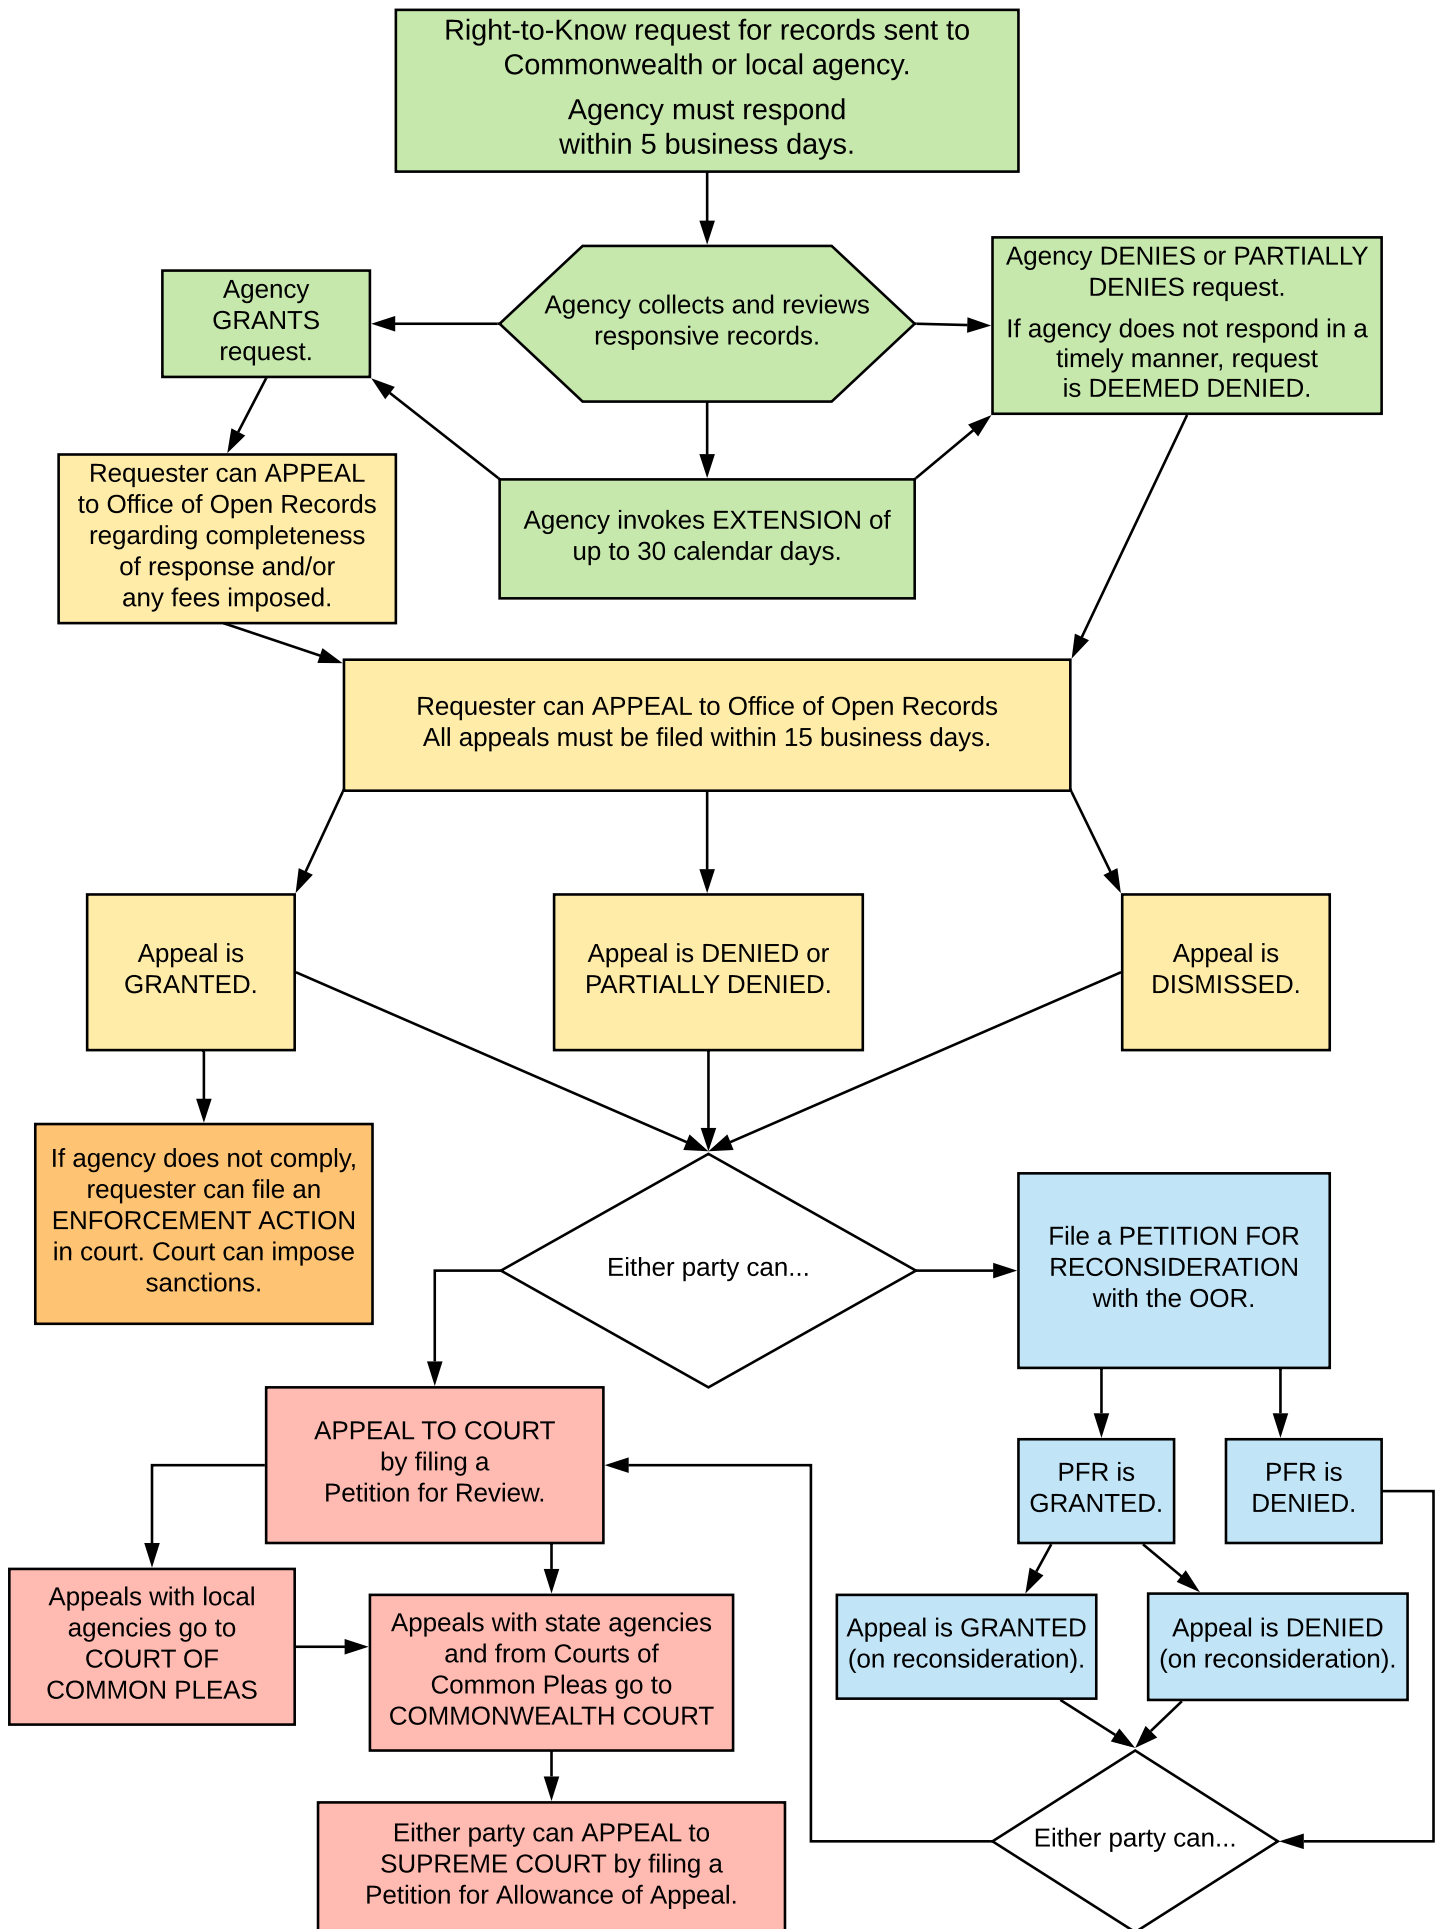 Right-to-Know request for records sent to
Commonwealth or local agency.
Agency must respond
within 5 business days.
Agency
GRANTS
request.
Agency collects and reviews
responsive records.
Agency DENIES or PARTIALLY
DENIES request.
If agency does not respond in a
timely manner, request
is DEEMED DENIED.
Requester can APPEAL
to Office of Open Records
regarding completeness
of response and/or
any fees imposed.
Agency invokes EXTENSION of
up to 30 calendar days.
Requester can APPEAL to Office of Open Records
All appeals must be filed within 15 business days.
Appeal is
GRANTED.
Appeal is DENIED or
PARTIALLY DENIED.
Appeal is
DISMISSED.
If agency does not comply,
requester can file an
ENFORCEMENT ACTION
in court. Court can impose
sanctions.
Either party can...
File a PETITION FOR
RECONSIDERATION
with the OOR.
APPEAL TO COURT
by filing a
Petition for Review.
PFR is
GRANTED.
PFR is
DENIED.
Appeals with local
agencies go to
COURT OF
COMMON PLEAS
Appeals with state agencies
and from Courts of
Common Pleas go to
COMMONWEALTH COURT
Appeal is GRANTED
(on reconsideration).
Appeal is DENIED
(on reconsideration).
Either party can APPEAL to
SUPREME COURT by filing a
Petition for Allowance of Appeal.
Either party can...